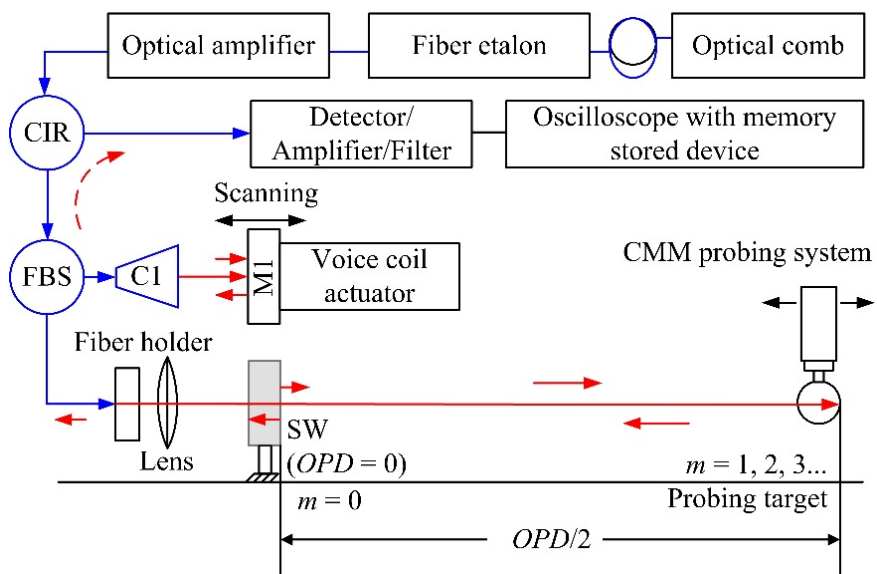 Optical amplifier
Fiber etalon
Optical comb
CIR
Detector/
Amplifier/Filter
Oscilloscope with memory
stored device
Scanning
FBS
C1
M1
Voice coil
actuator
CMM probing system
Fiber holder
Lens
SW
(OPD = 0)
m = 0
m = 1, 2, 3...
Probing target
OPD/2